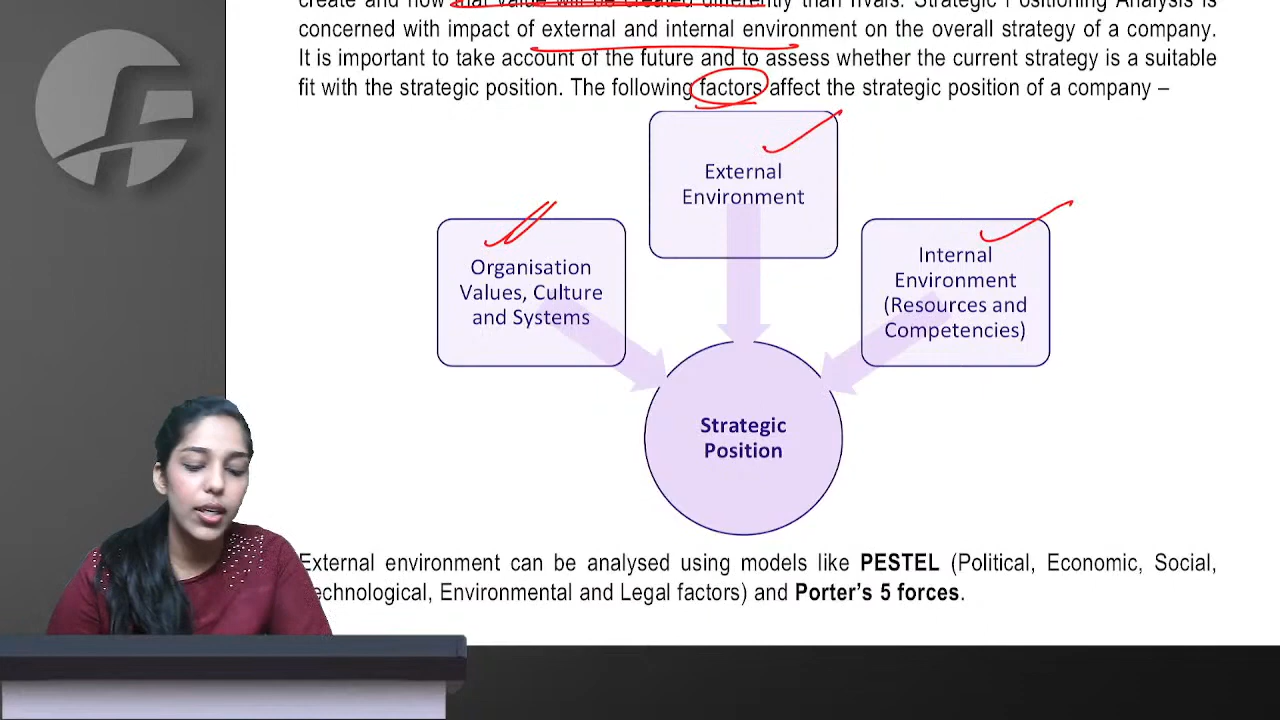 create and how that value will be created differently than rivals. Strategic Positioning Analysis is
concerned with impact of external and internal environment on the overall strategy of a company.
It is important to take account of the future and to assess whether the current strategy is a suitable
fit with the strategic position. The following factors affect the strategic position of a company –
External
Environment
Organisation
Values, Culture
and Systems
Internal
Environment
(Resources and
Competencies)
Strategic
Position
External environment can be analysed using models like PESTEL (Political, Economic, Social,
Technological, Environmental and Legal factors) and Porter's 5 forces.